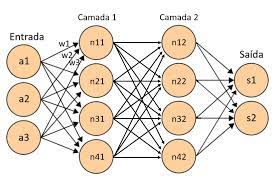 Camada 1 Camada 2
Entrada
w1
n11 n12
w2
a1
w3
Saída
n21 n22
s1
a2
n31 n32
s2
a3
n41 n42